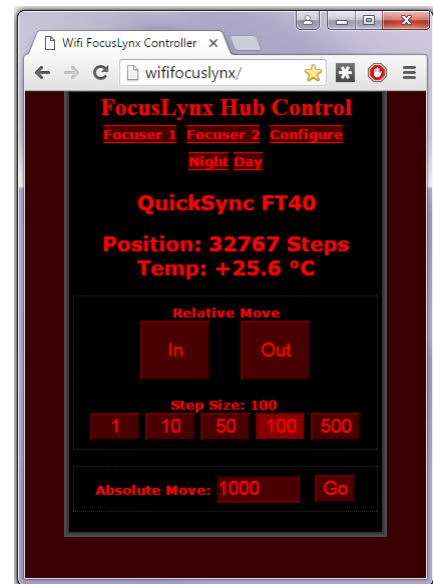 Wifi FocusLynx Controller
wififocuslynx/
FocusLynx Hub Control
Focuser 1 Focuser 2 Configure
Night Day
QuickSync FT40
Position: 32767 Steps
Temp: +25.6 °C
Relative Move
In Out
Step Size: 100
1 10 50 100 500
Absolute Move: 1000 Go